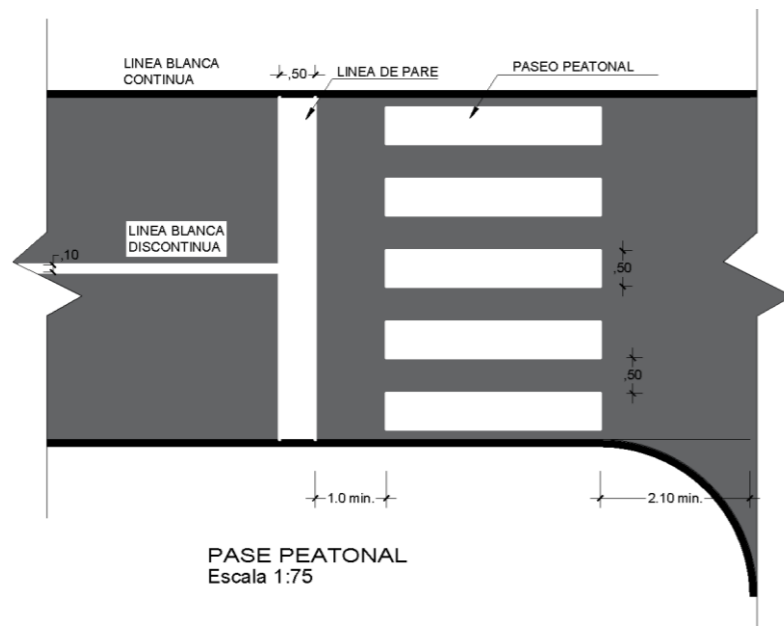 LINEA BLANCA
CONTINUA
,50
LINEA DE PARE
PASEO PEATONAL
LINEA BLANCA
DISCONTINUA
,10
,50
,50
1.0 min.
2.10 min.
PASE PEATONAL
Escala 1:75